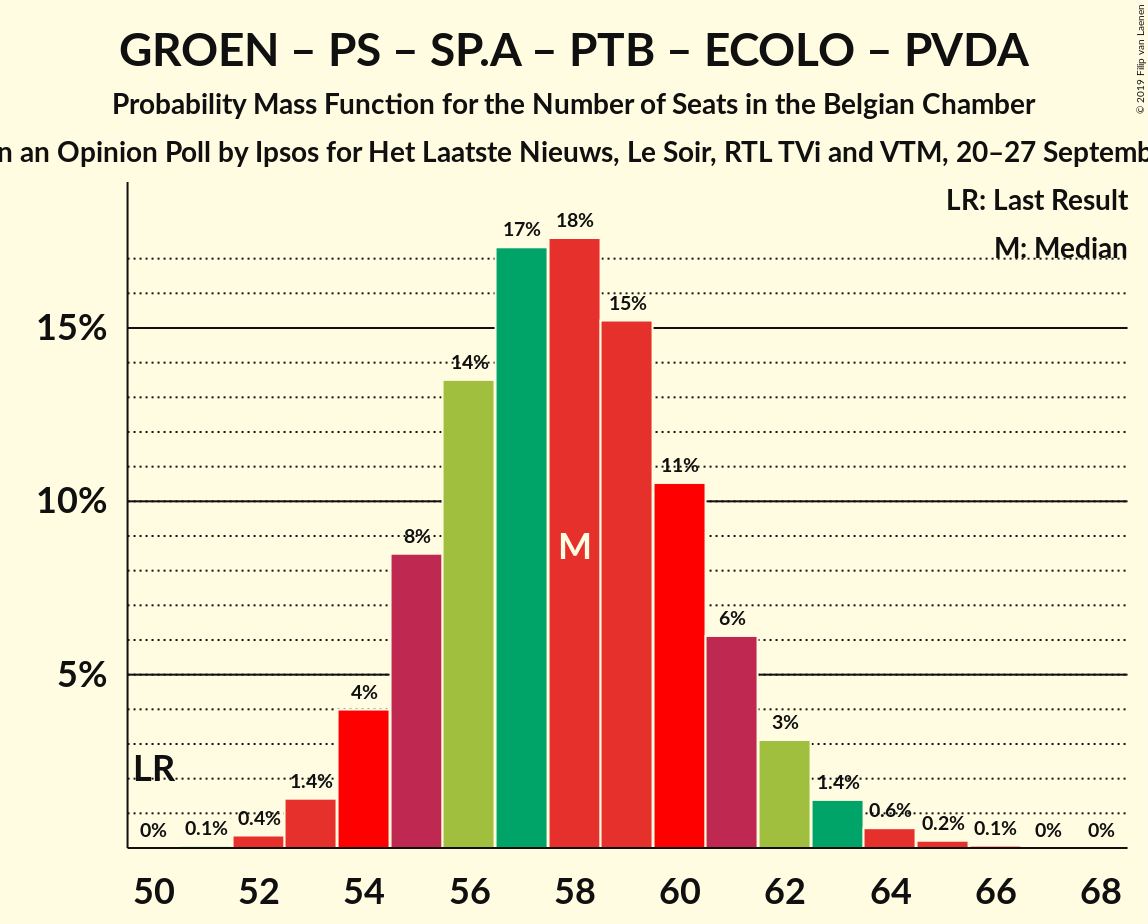 GROEN – PS – SP.A – PTB – ECOLO – PVDA
Probability Mass Function for the Number of Seats in the Belgian Chamber
an Opinion Poll by Ipsos for Het Laatste Nieuws, Le Soir, RTL TVi and VTM, 20–27
© 2019 Filip van Laenen
LR: Last Result
M: Median
18%
17%
15%
15%
14%
11%
10%
8%
M
6%
5%
4%
3%
LR
1.4%
1.4%
0.6%
0.4%
0.2%
0.1%
0.1%
0%
0%
0%
50 52 54 56 58 60 62 64 66 68